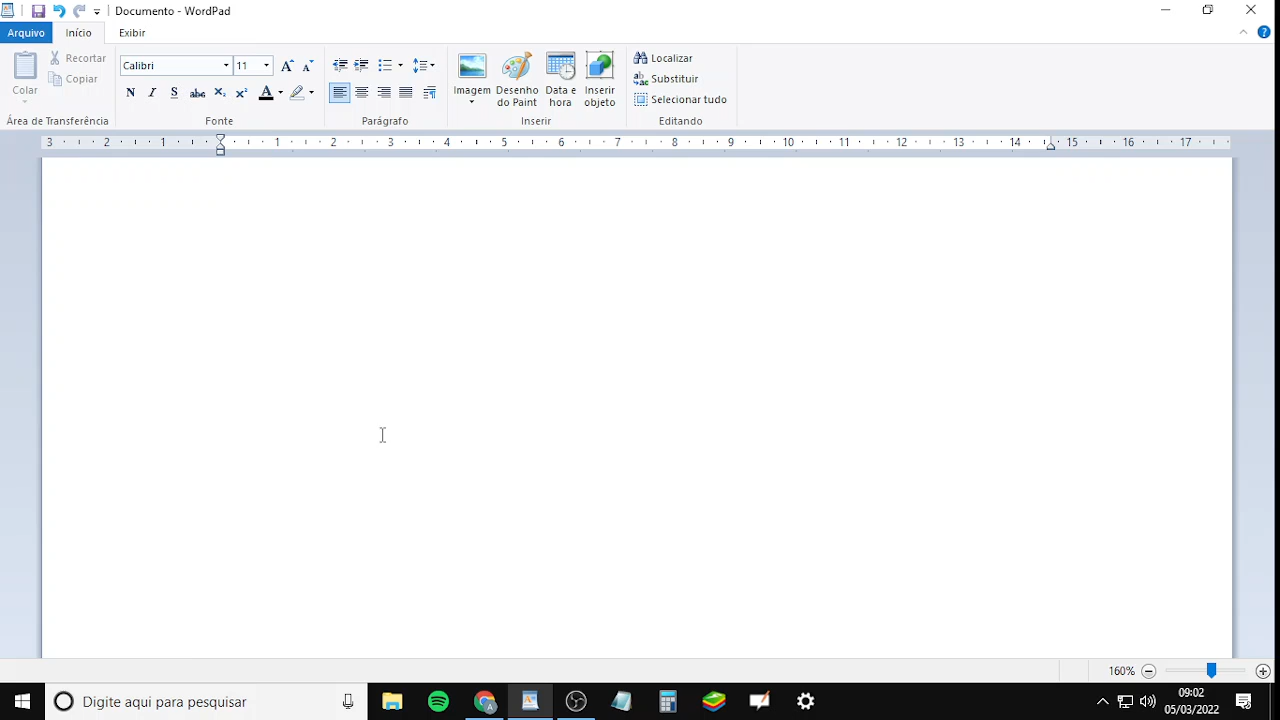 Documento - WordPad
Arquivo Início Exibir
Colar
Recortar
Copiar
Área de Transferência
Calibri 11
N I S abc X₂ X² A
Fonte
Parágrafo
Imagem
Desenho
do Paint
Data e
hora
Inserir
objeto
Inserir
Localizar
Substituir
Selecionar tudo
Editando
3 2 1 1 2 3 4 5 6 7 8 9 10 11 12 13 14 15 16 17
160%
Digite aqui para pesquisar
09:02
05/03/2022